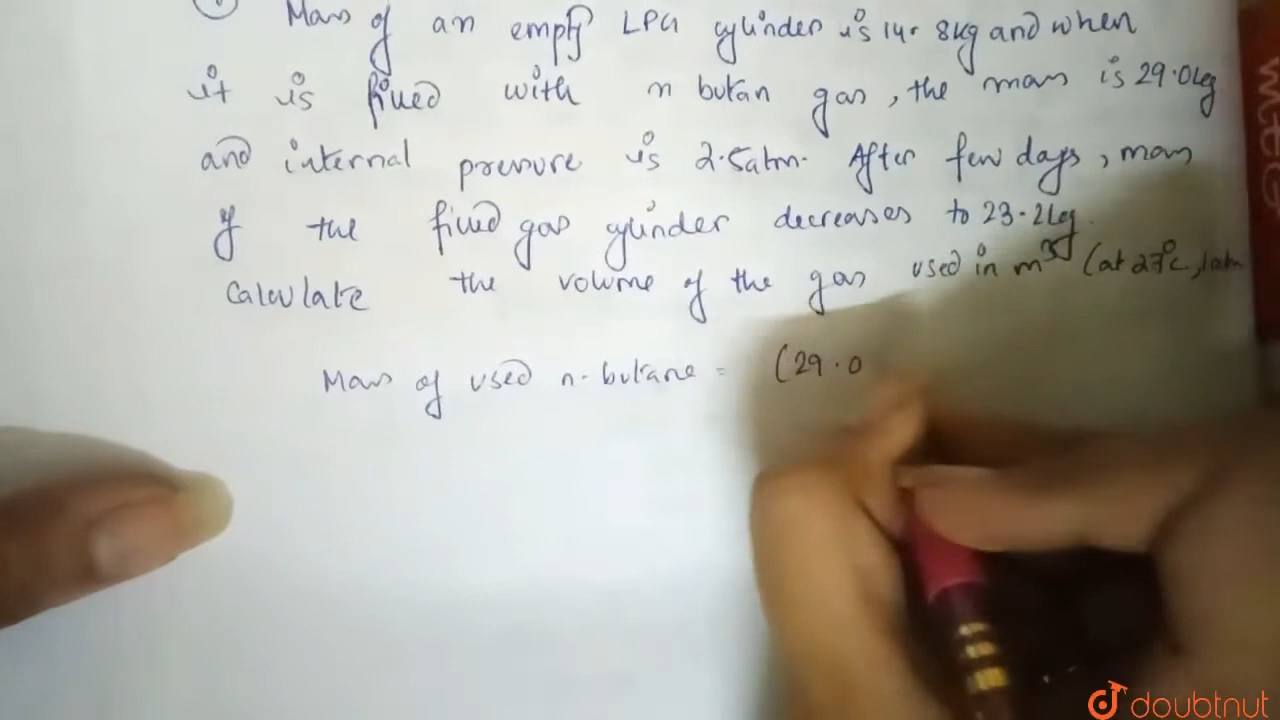 Mass of an empty LPG cylinder is 14.8kg and when
it is filled with n butan gas, the mass is 29.0kg
and internal pressure is 2.5atm. After few days, mass
of the filled gas cylinder decreases to 23.2kg.
Calculate the volume of the gas used in m³ (at 27°C, 1atm
Mass of used n-butane = (29.0
doubtnut